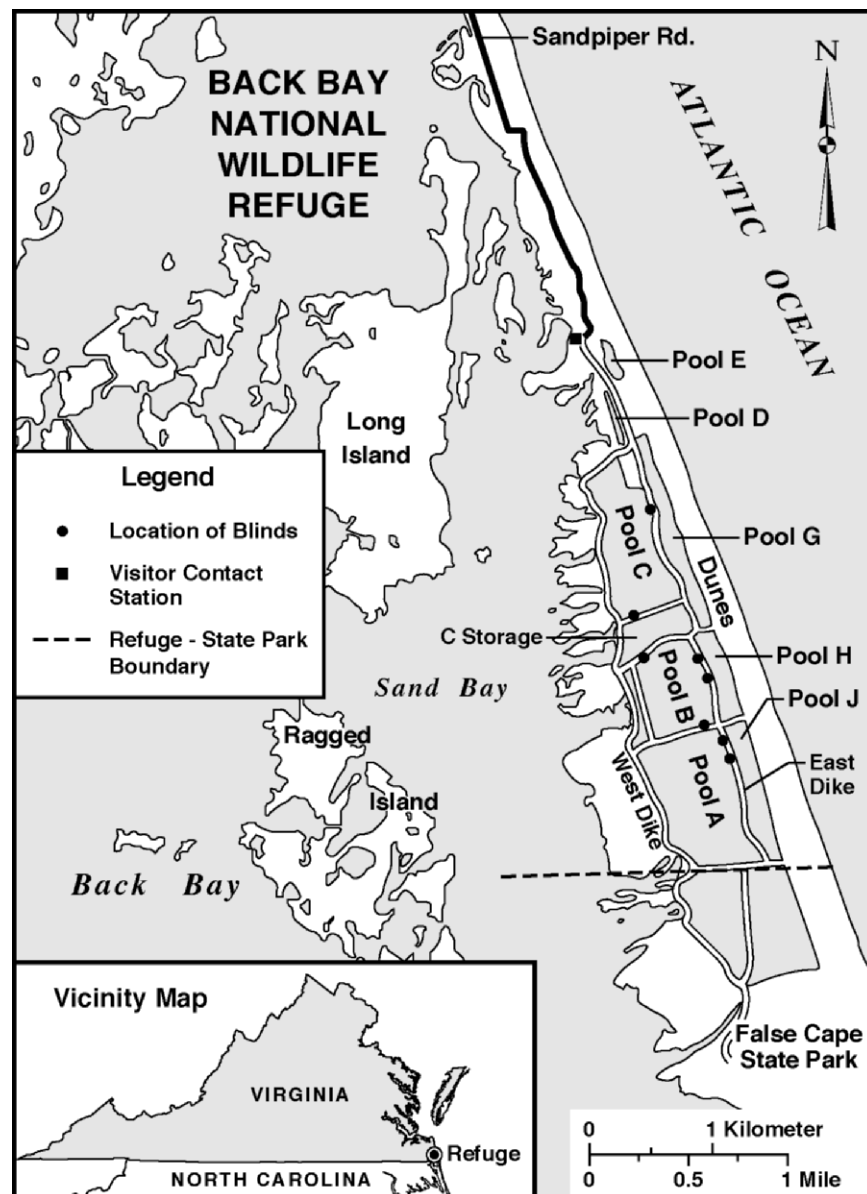 Sandpiper Rd.
BACK BAY
NATIONAL
WILDLIFE
REFUGE
N
ATLANTIC OCEAN
Pool E
Pool D
Long
Island
Legend
Location of Blinds
Visitor Contact
Station
Refuge - State Park
Boundary
Pool C
Pool G
Dunes
C Storage
Pool H
Sand Bay
Pool B
Pool J
Ragged
Island
East
Dike
West Dike
Pool A
Back Bay
Vicinity Map
VIRGINIA
Refuge
NORTH CAROLINA
False Cape
State Park
0 1 Kilometer
0 0.5 1 Mile